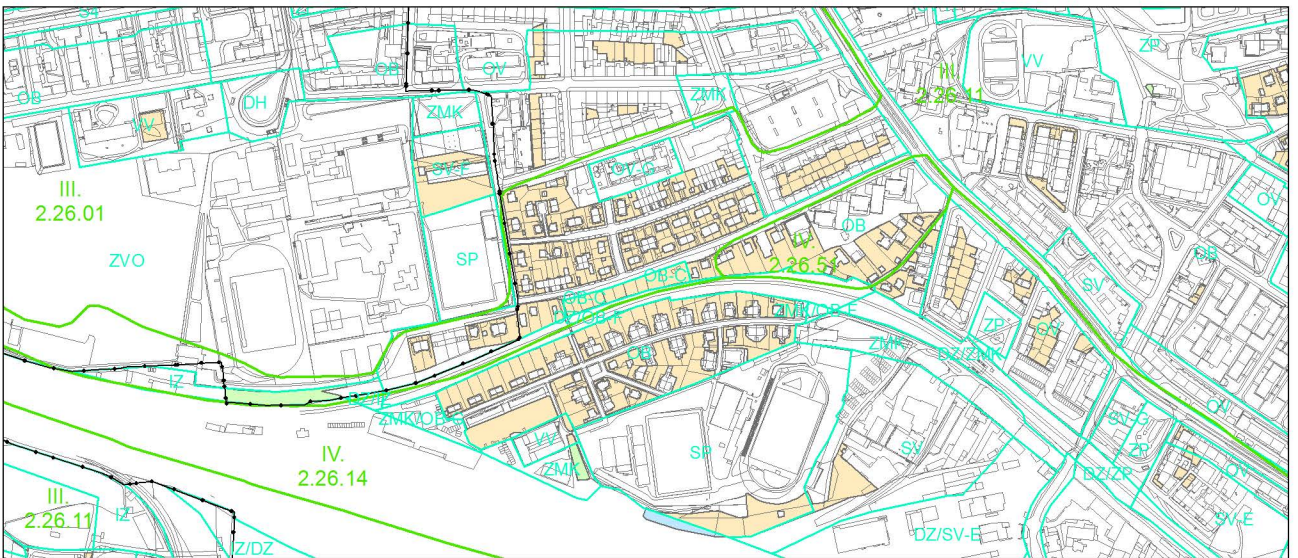 OB
OV
DH
ZMK
ZMK
III.
2.26.11
VV
ZP
VV
SV-F
OV-G
III.
2.26.01
OV
ZVO
SP
OB
IV.
2.26.51
OB
OB-C
SV
OB-C
ZMK/OB-E
ZP
OV
OB
ZMK
DZ/ZMK
IZ
DZ/IZ
OV
SV-G
VV
SP
SV
ZP
IV.
2.26.14
ZMK
DZ/ZP
OV
III.
2.26.11
IZ
SV-E
DZ/SV-E
Z/DZ